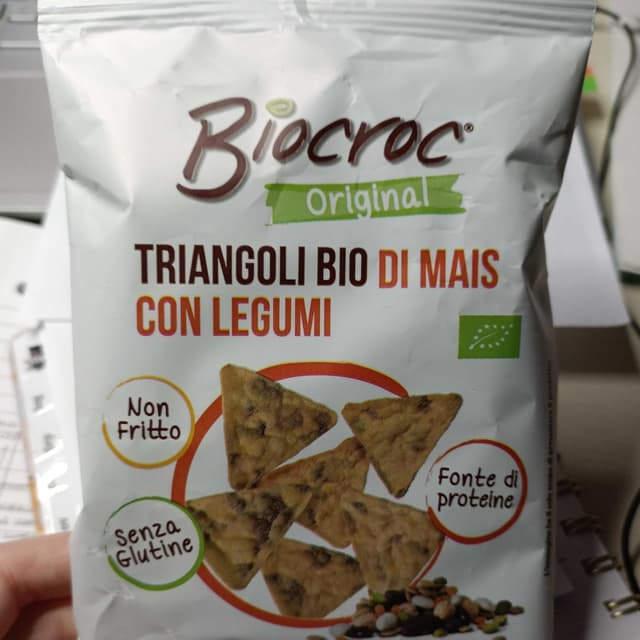 Biocroc®
Original
TRIANGOLI BIO DI MAIS
CON LEGUMI
Non
Fritto
Fonte di
proteine
Senza
Glutine